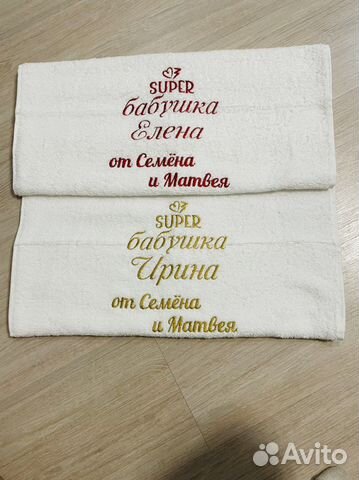 SUPER
бабушка
Елена
от Семёна
и Матвея
SUPER
бабушка
Ирина
от Семёна
и Матвея
Avito